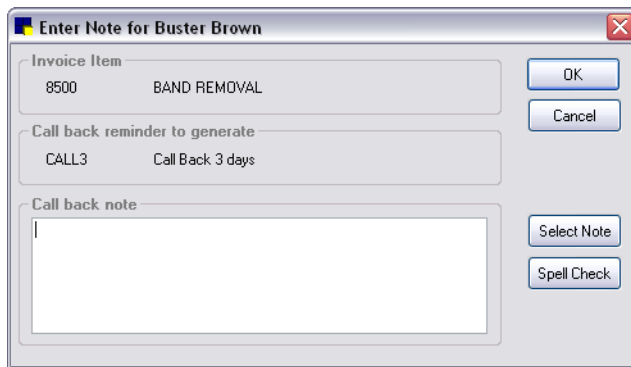 Enter Note for Buster Brown
Invoice Item
8500 BAND REMOVAL
OK
Cancel
Call back reminder to generate
CALL3 Call Back 3 days
Call back note
Select Note
Spell Check